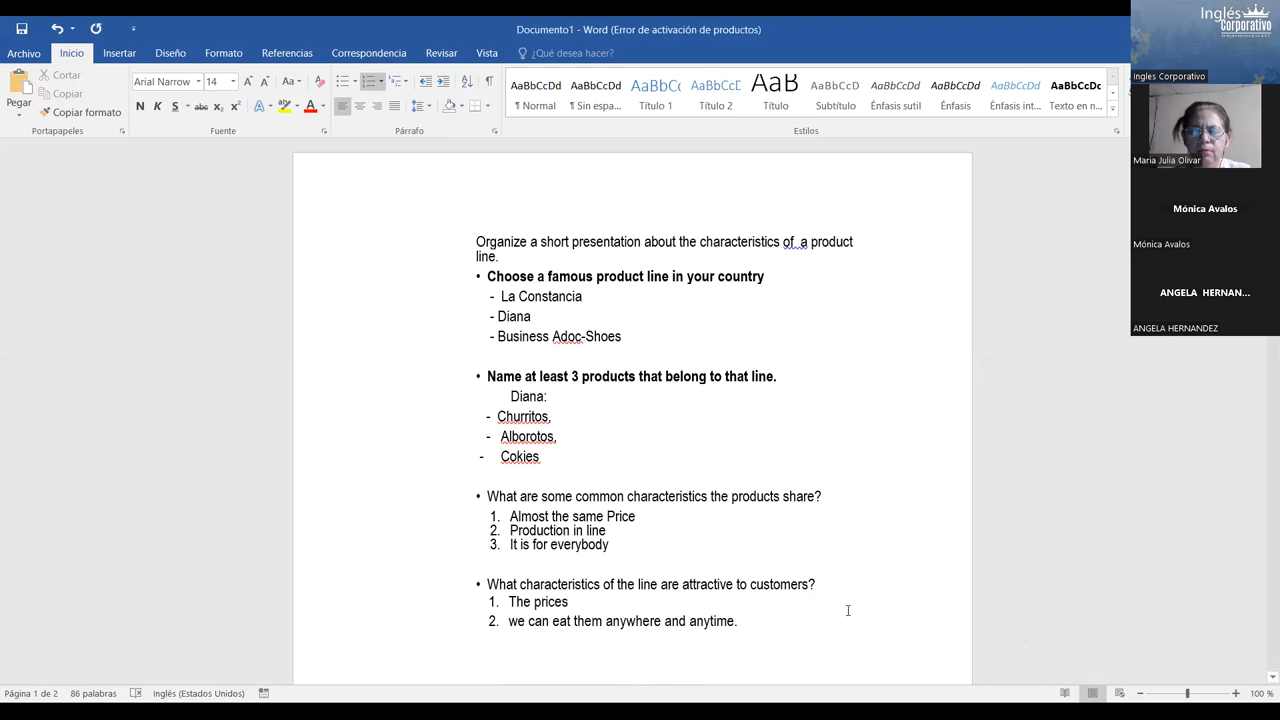 Documento1 - Word (Error de activación de productos)
Archivo Inicio Insertar Diseño Formato Referencias Correspondencia Revisar Vista ¿Qué desea hacer?
Pegar
Cortar
Copiar
Copiar formato
Portapapeles
Arial Narrow 14
N K S abc x₂ x²
Fuente
Párrafo
AaBbCcDd AaBbCcDd AaBbCc AaBbCcD AaB AaBbCcD AaBbCcDd AaBbCcDd AaBbCcDd AaBbCcDc
¶ Normal ¶ Sin espa... Título 1 Título 2 Título Subtítulo Énfasis sutil Énfasis Énfasis int... Texto en n...
Estilos
Inglés
Corporativo
Ingles Corporativo
Maria Julia Olivar
Mónica Avalos
Mónica Avalos
ANGELA HERNAN...
ANGELA HERNANDEZ
Organize a short presentation about the characteristics of a product
line.
• Choose a famous product line in your country
- La Constancia
- Diana
- Business Adoc-Shoes
• Name at least 3 products that belong to that line.
Diana:
- Churritos,
- Alborotos,
- Cokies
• What are some common characteristics the products share?
1. Almost the same Price
2. Production in line
3. It is for everybody
• What characteristics of the line are attractive to customers?
1. The prices
2. we can eat them anywhere and anytime.
Página 1 de 2 86 palabras Inglés (Estados Unidos) 100 %